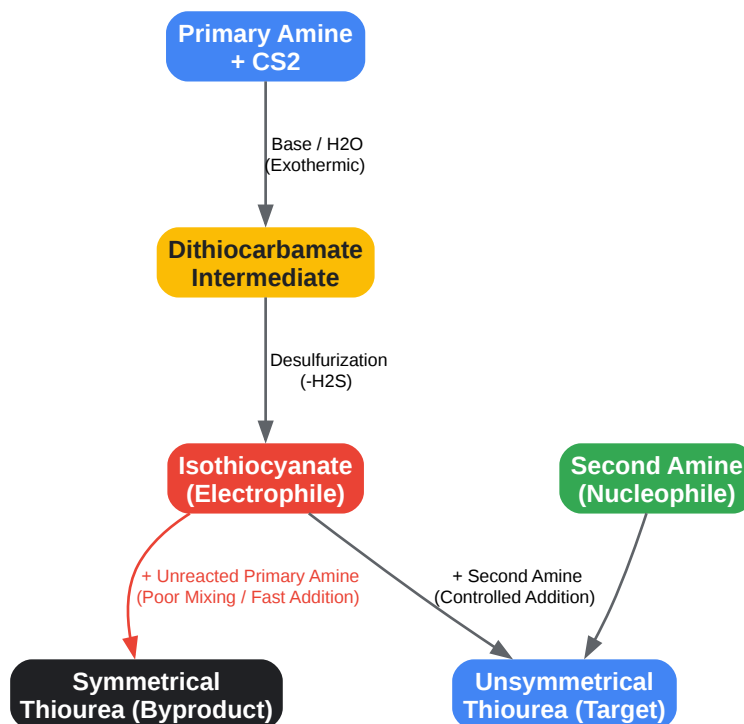 Primary Amine
+ CS2
Base / H2O
(Exothermic)
Dithiocarbamate
Intermediate
Desulfurization
(-H2S)
Isothiocyanate
(Electrophile)
Second Amine
(Nucleophile)
+ Unreacted Primary Amine
(Poor Mixing / Fast Addition)
+ Second Amine
(Controlled Addition)
Symmetrical
Thiourea (Byproduct)
Unsymmetrical
Thiourea (Target)